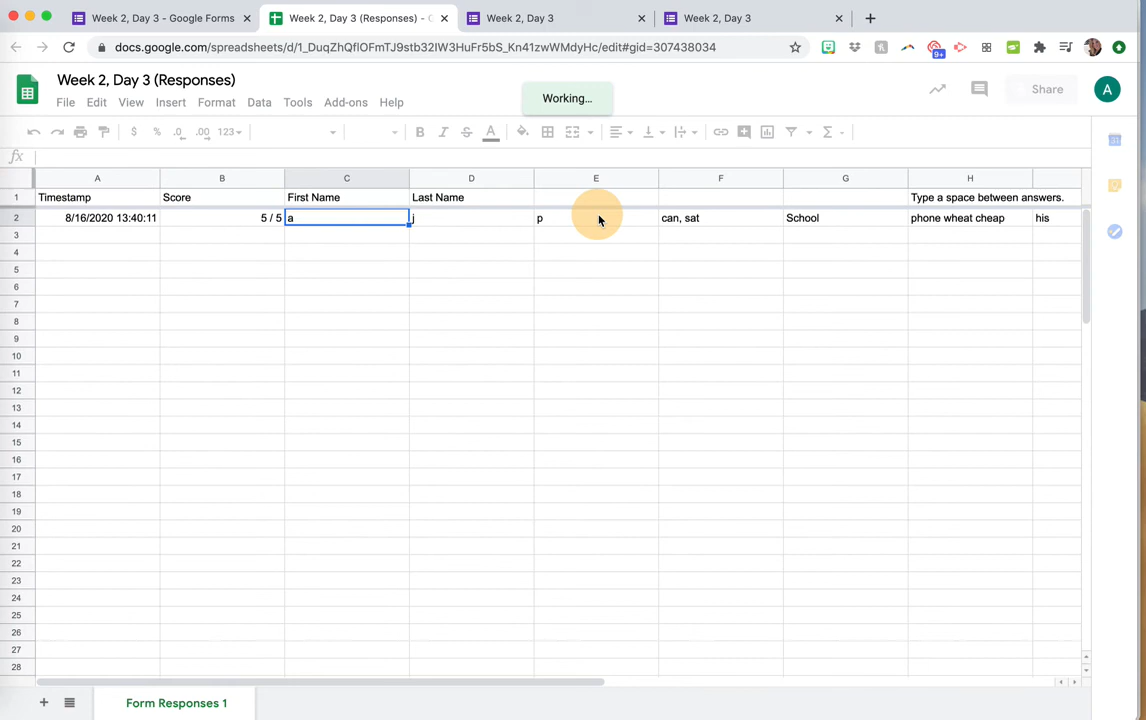 Week 2, Day 3 - Google Forms
Week 2, Day 3 (Responses) -
Week 2, Day 3
Week 2, Day 3
docs.google.com/spreadsheets/d/1_DuqZhQflOFmTJ9stb32IW3HuFr5bS_Kn41zwWMdyHc/edit#gid=307438034
9+
Week 2, Day 3 (Responses)
Working...
Share
A
File Edit View Insert Format Data Tools Add-ons Help
$ % .0 .00 123 B I S A
fx
A B C D E F G H
1 Timestamp Score First Name Last Name Type a space between answers.
2 8/16/2020 13:40:11 5 / 5 a j p can, sat School phone wheat cheap his
3
4
5
6
7
8
9
10
11
12
13
14
15
16
17
18
19
20
21
22
23
24
25
26
27
28
Form Responses 1